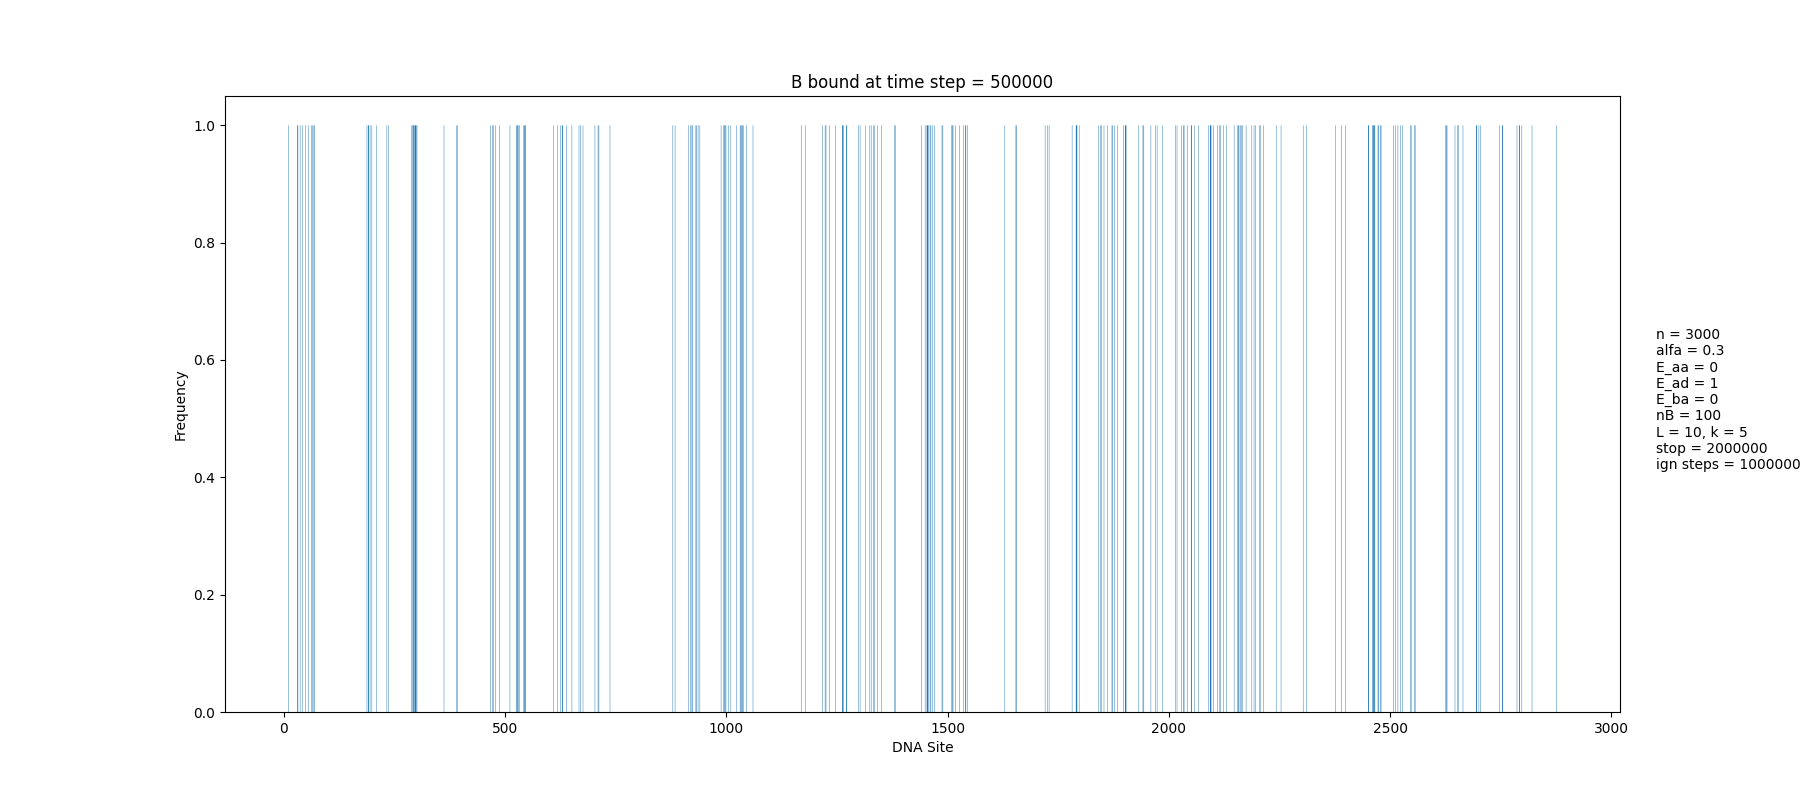 B bound at time step = 500000
1.0
0.8
0.6
0.4
0.2
0.0
Frequency
0 500 1000 1500 2000 2500 3000
DNA Site
n = 3000
alfa = 0.3
E_aa = 0
E_ad = 1
E_ba = 0
nB = 100
L = 10, k = 5
stop = 2000000
ign steps = 1000000